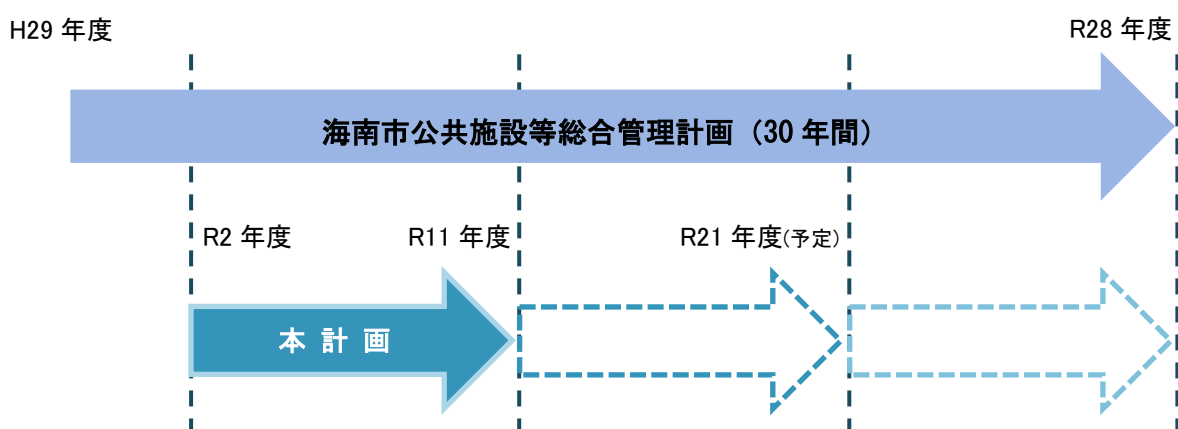 H29 年度
R28 年度
海南市公共施設等総合管理計画（30 年間）
R2 年度
R11 年度
R21 年度(予定)
本 計 画